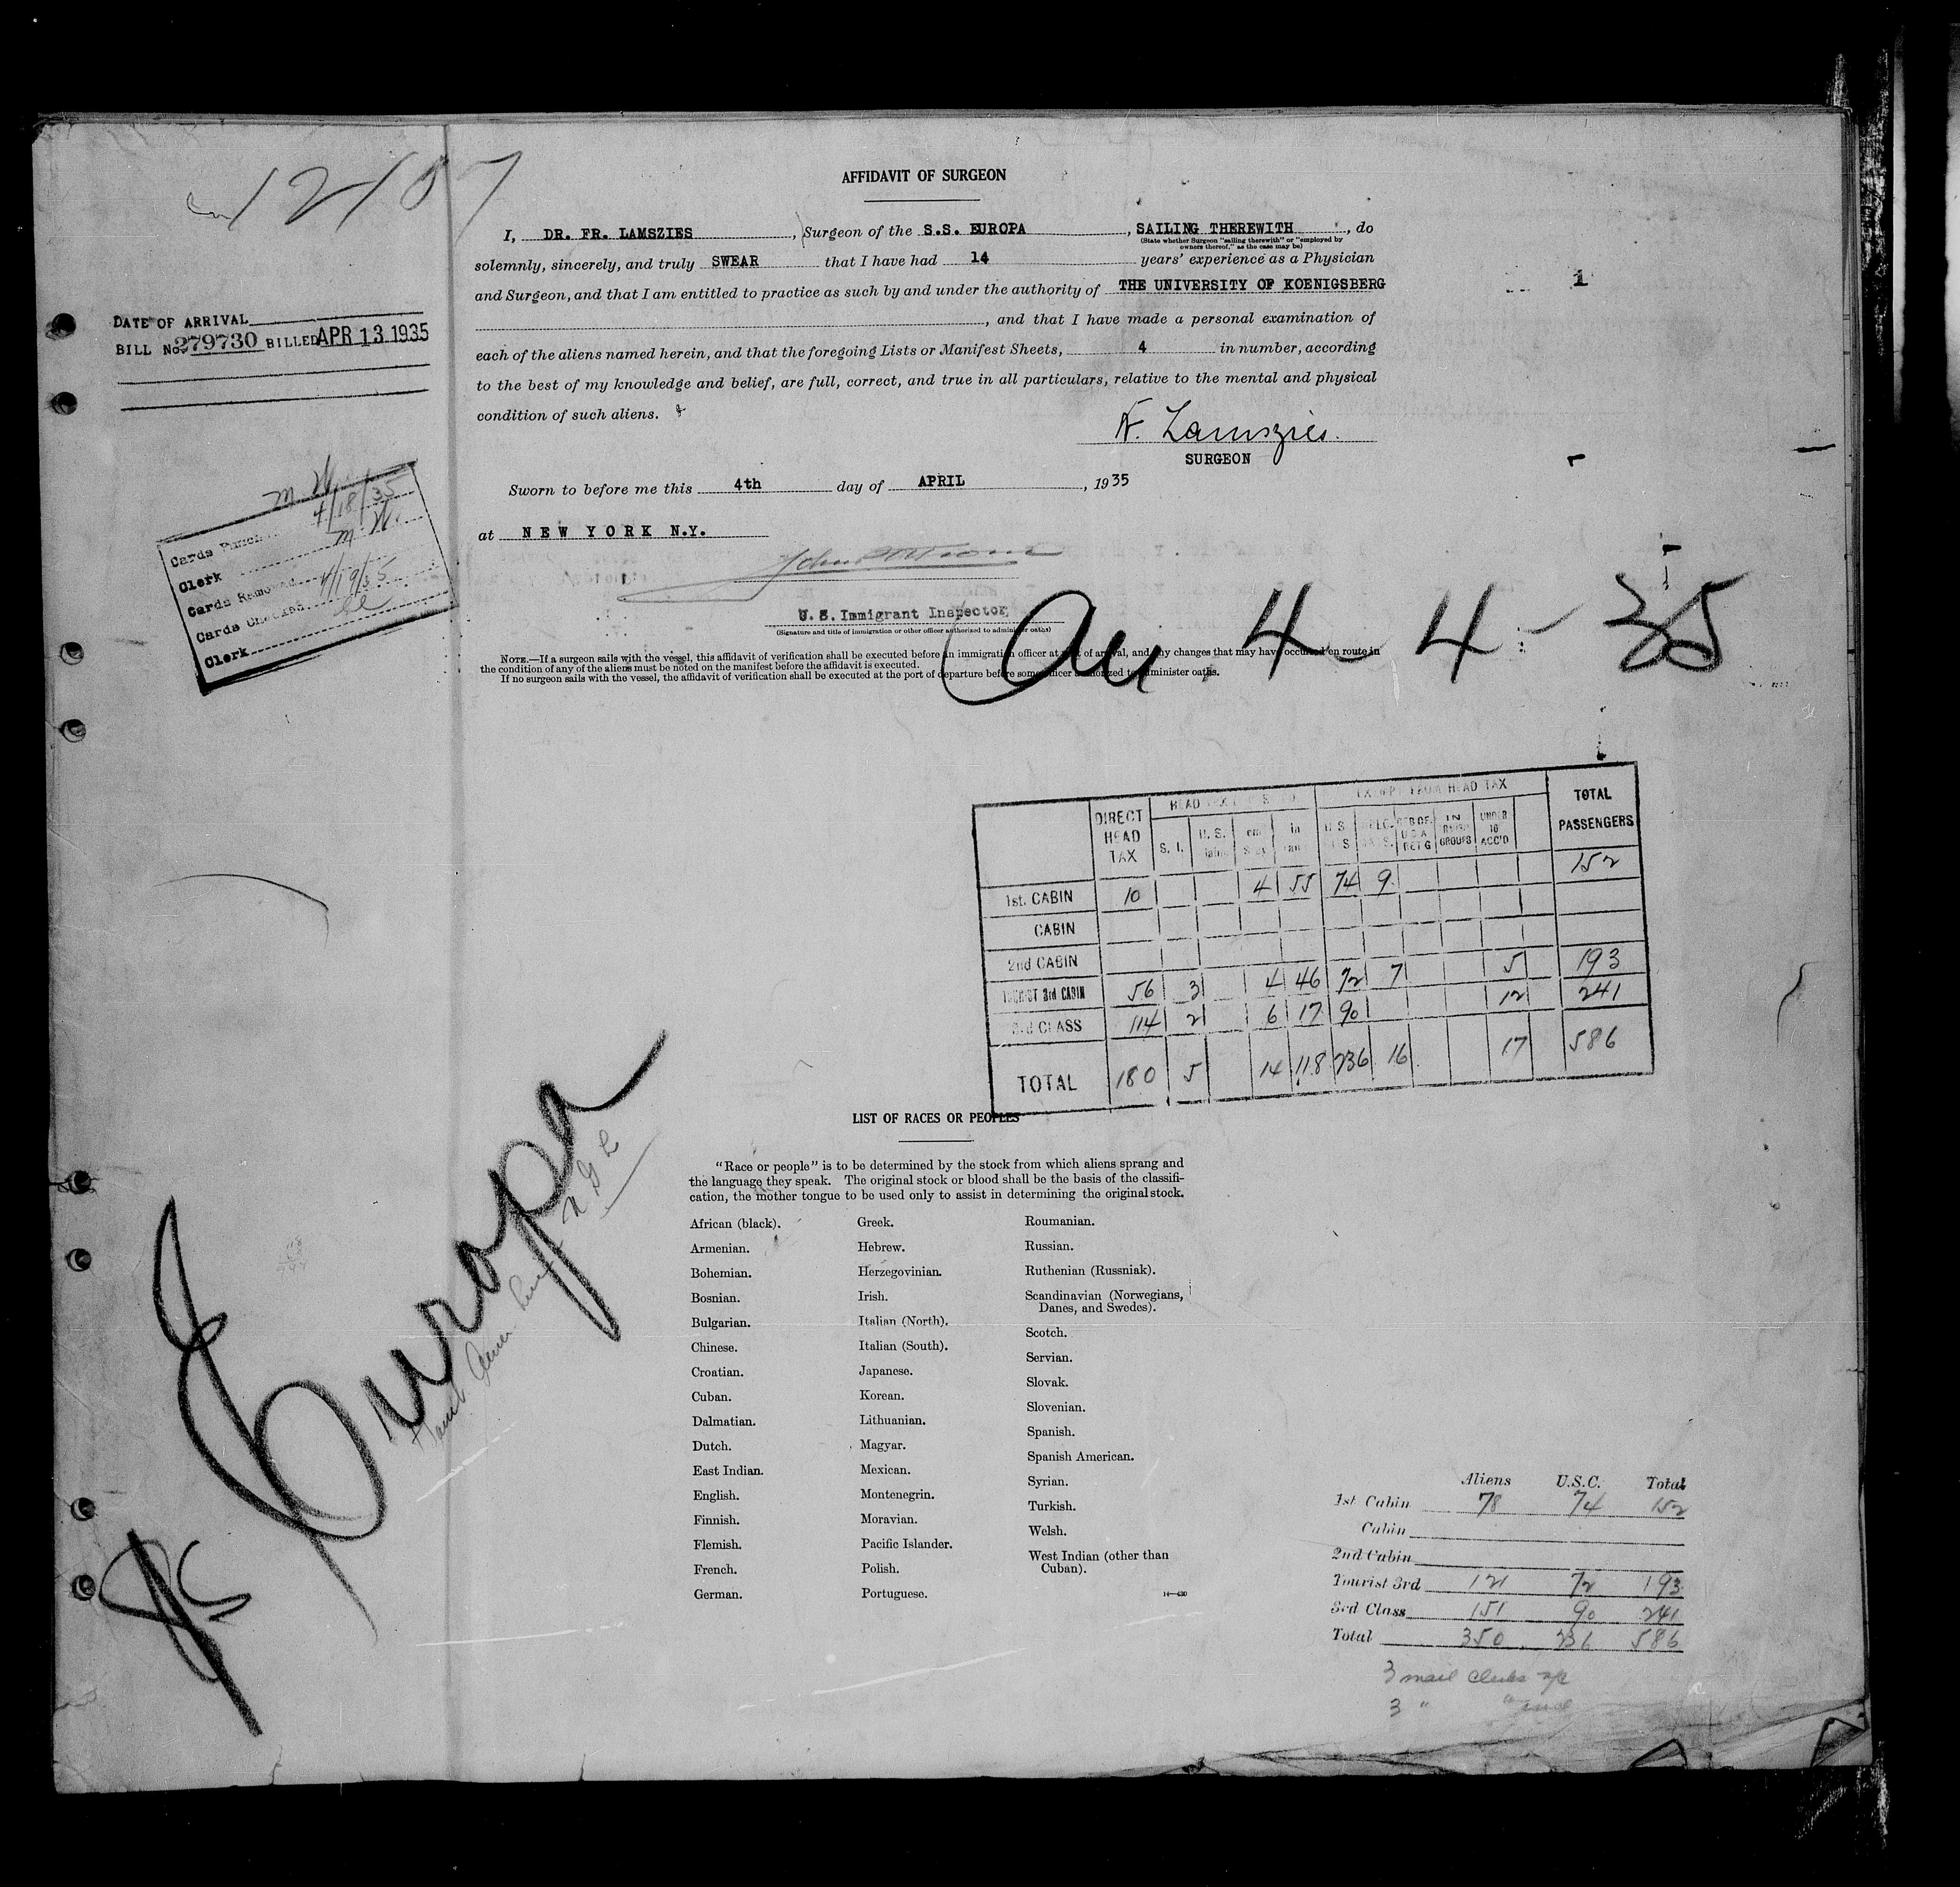 12107
AFFIDAVIT OF SURGEON
I, DR. FR. LAMSZIES, Surgeon of the S.S. EUROPA, SAILING THEREWITH, do
(State whether Surgeon "sailing therewith" or "employed by
owners thereof," as the case may be)
solemnly, sincerely, and truly SWEAR that I have had 14 years' experience as a Physician
and Surgeon, and that I am entitled to practice as such by and under the authority of THE UNIVERSITY OF KOENIGSBERG
, and that I have made a personal examination of
each of the aliens named herein, and that the foregoing Lists or Manifest Sheets, 4 in number, according
to the best of my knowledge and belief, are full, correct, and true in all particulars, relative to the mental and physical
condition of such aliens.
Lamszies.
SURGEON
Sworn to before me this 4th day of APRIL, 1935
at NEW YORK N.Y.
U. S. Immigrant Inspector
(Signature and title of immigration or other officer authorized to administer oaths)
NOTE.—If a surgeon sails with the vessel, this affidavit of verification shall be executed before an immigration officer at port of arrival, and any changes that may have occurred en route in
the condition of any of the aliens must be noted on the manifest before the affidavit is executed.
If no surgeon sails with the vessel, the affidavit of verification shall be executed at the port of departure before some officer authorized to administer oaths.
1
DATE OF ARRIVAL
BILL No. 279730 BILLED APR 13 1935
M W.
4/18/35
Cards Punch
Clerk M. W.
Cards Removed 4/19/35
Cards Checked
Clerk
4-4-35
DIRECT HEAD TAX
HEAD TAX
EXEMPT FROM HEAD TAX
TOTAL PASSENGERS
S. I. U. S. in U S
IN GROUPS UNDER 16 ACC'D
1st. CABIN 10 4 55 74 9 152
CABIN
2nd CABIN
TOURIST 3rd CABIN 56 3 4 46 72 7 5 193
3rd CLASS 114 2 6 17 90 12 241
TOTAL 180 5 14 118 236 16 17 586
LIST OF RACES OR PEOPLES
"Race or people" is to be determined by the stock from which aliens sprang and
the language they speak. The original stock or blood shall be the basis of the classifi-
cation, the mother tongue to be used only to assist in determining the original stock.
African (black).
Armenian.
Bohemian.
Bosnian.
Bulgarian.
Chinese.
Croatian.
Cuban.
Dalmatian.
Dutch.
East Indian.
English.
Finnish.
Flemish.
French.
German.
Greek.
Hebrew.
Herzegovinian.
Irish.
Italian (North).
Italian (South).
Japanese.
Korean.
Lithuanian.
Magyar.
Mexican.
Montenegrin.
Moravian.
Pacific Islander.
Polish.
Portuguese.
Roumanian.
Russian.
Ruthenian (Russniak).
Scandinavian (Norwegians,
Danes, and Swedes).
Scotch.
Servian.
Slovak.
Slovenian.
Spanish.
Spanish American.
Syrian.
Turkish.
Welsh.
West Indian (other than
Cuban).
Europa
SS
N G L
Aliens U.S.C. Total
1st Cabin 78 74 152
Cabin
2nd Cabin
Tourist 3rd 121 72 193
3rd Class 151 90 241
Total 350 236 586
3 mail clerks
3 "